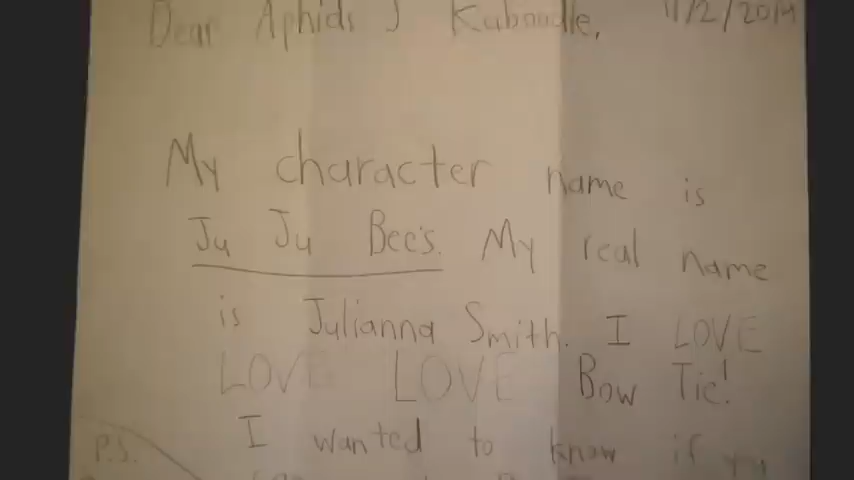 Dear Aphids J Kaboodle, 11/2/2014
My character name is
Ju Ju Bee's. My real name
is Julianna Smith. I LOVE
LOVE LOVE Bow Tie!
I wanted to know if you
P.S.